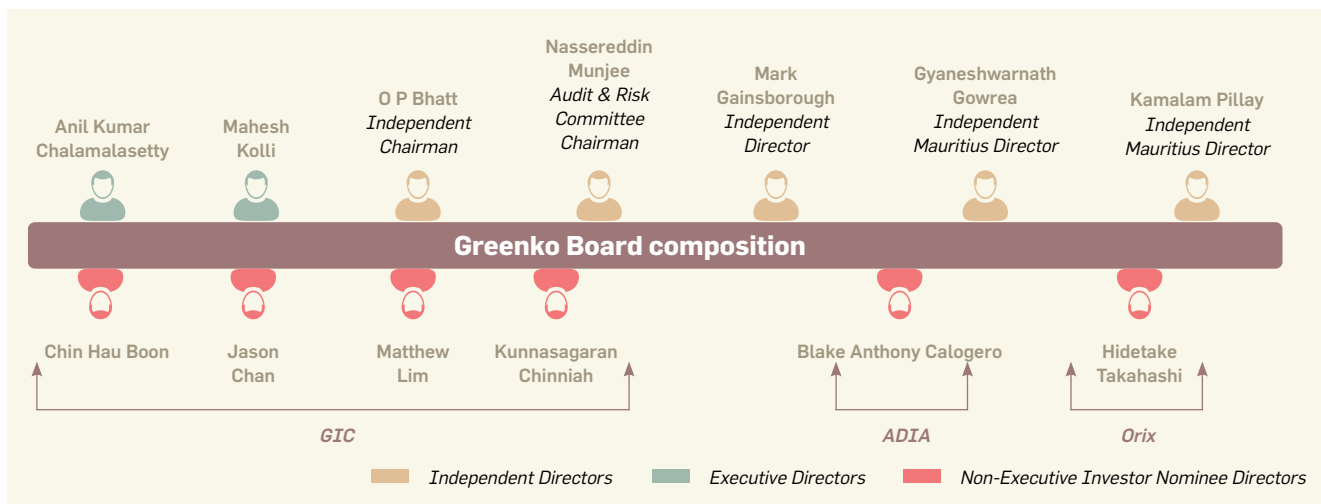 Anil Kumar
Chalamalasetty
Mahesh
Kolli
O P Bhatt
Independent
Chairman
Nassereddin
Munjee
Audit & Risk
Committee
Chairman
Mark
Gainsborough
Independent
Director
Gyaneshwarnath
Gowrea
Independent
Mauritius Director
Kamalam Pillay
Independent
Mauritius Director
Greenko Board composition
Chin Hau Boon
Jason
Chan
Matthew
Lim
Kunnasagaran
Chinniah
Blake Anthony Calogero
Hidetake
Takahashi
GIC
ADIA
Orix
Independent Directors
Executive Directors
Non-Executive Investor Nominee Directors